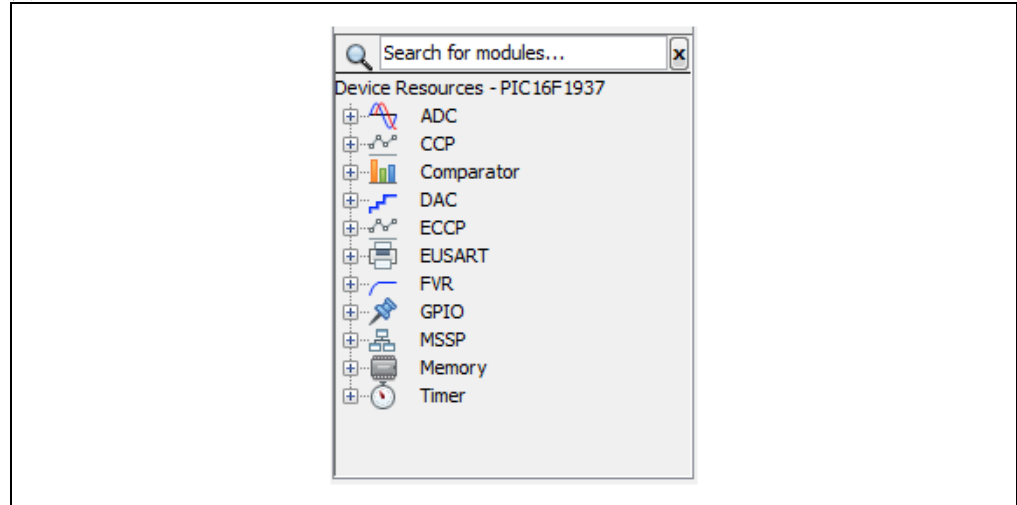 Search for modules...
x
Device Resources - PIC16F1937
ADC
CCP
Comparator
DAC
ECCP
EUSART
FVR
GPIO
MSSP
Memory
Timer